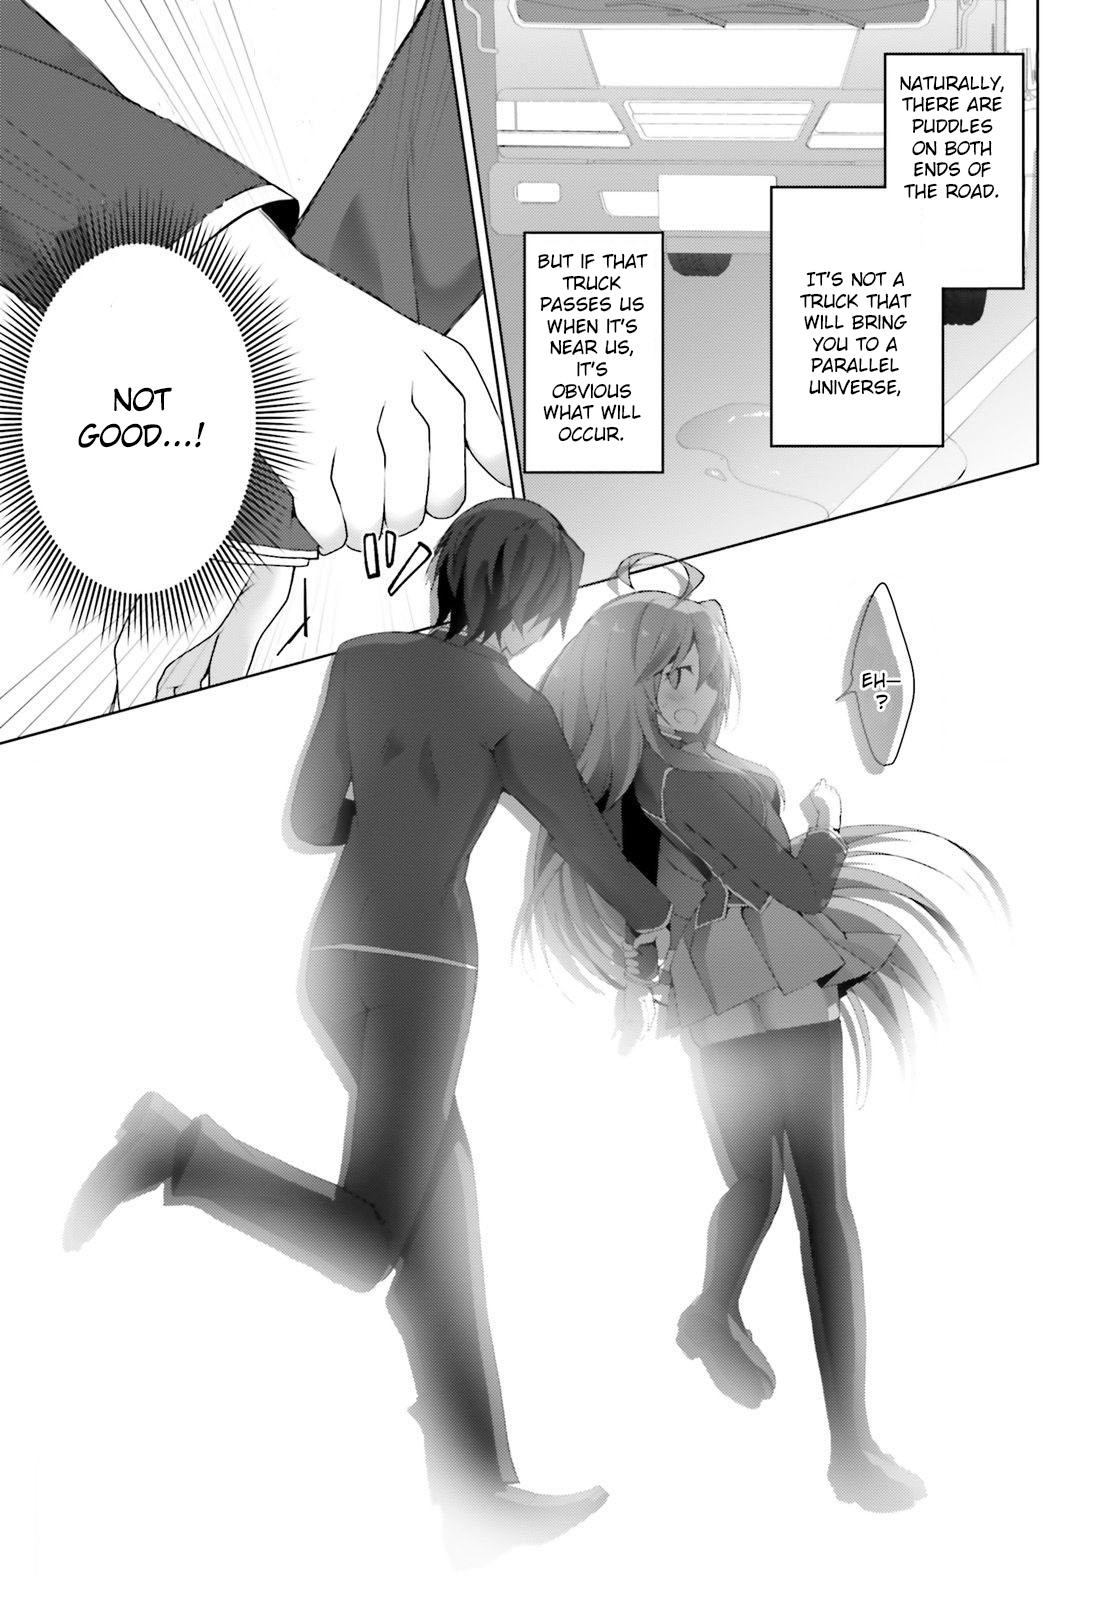 NATURALLY,
THERE ARE
PUDDLES
ON BOTH
ENDS OF
THE ROAD.
IT'S NOT A
TRUCK THAT
WILL BRING
YOU TO A
PARALLEL
UNIVERSE,
BUT IF THAT
TRUCK
PASSES US
WHEN IT'S
NEAR US,
IT'S
OBVIOUS
WHAT WILL
OCCUR.
NOT
GOOD...!
ガッ
EH—
?